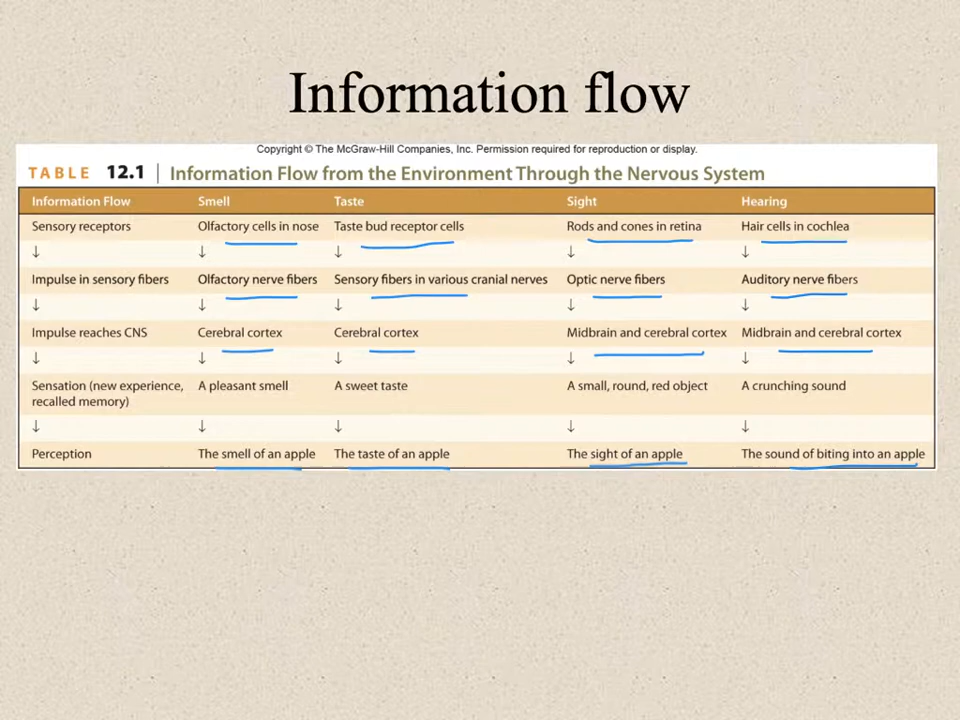 Information flow
Copyright © The McGraw-Hill Companies, Inc. Permission required for reproduction or display.
TABLE 12.1 | Information Flow from the Environment Through the Nervous System
Information Flow Smell Taste Sight Hearing
Sensory receptors Olfactory cells in nose Taste bud receptor cells Rods and cones in retina Hair cells in cochlea
↓ ↓ ↓ ↓ ↓
Impulse in sensory fibers Olfactory nerve fibers Sensory fibers in various cranial nerves Optic nerve fibers Auditory nerve fibers
↓ ↓ ↓ ↓ ↓
Impulse reaches CNS Cerebral cortex Cerebral cortex Midbrain and cerebral cortex Midbrain and cerebral cortex
↓ ↓ ↓ ↓ ↓
Sensation (new experience, A pleasant smell A sweet taste A small, round, red object A crunching sound
recalled memory)
↓ ↓ ↓ ↓ ↓
Perception The smell of an apple The taste of an apple The sight of an apple The sound of biting into an apple